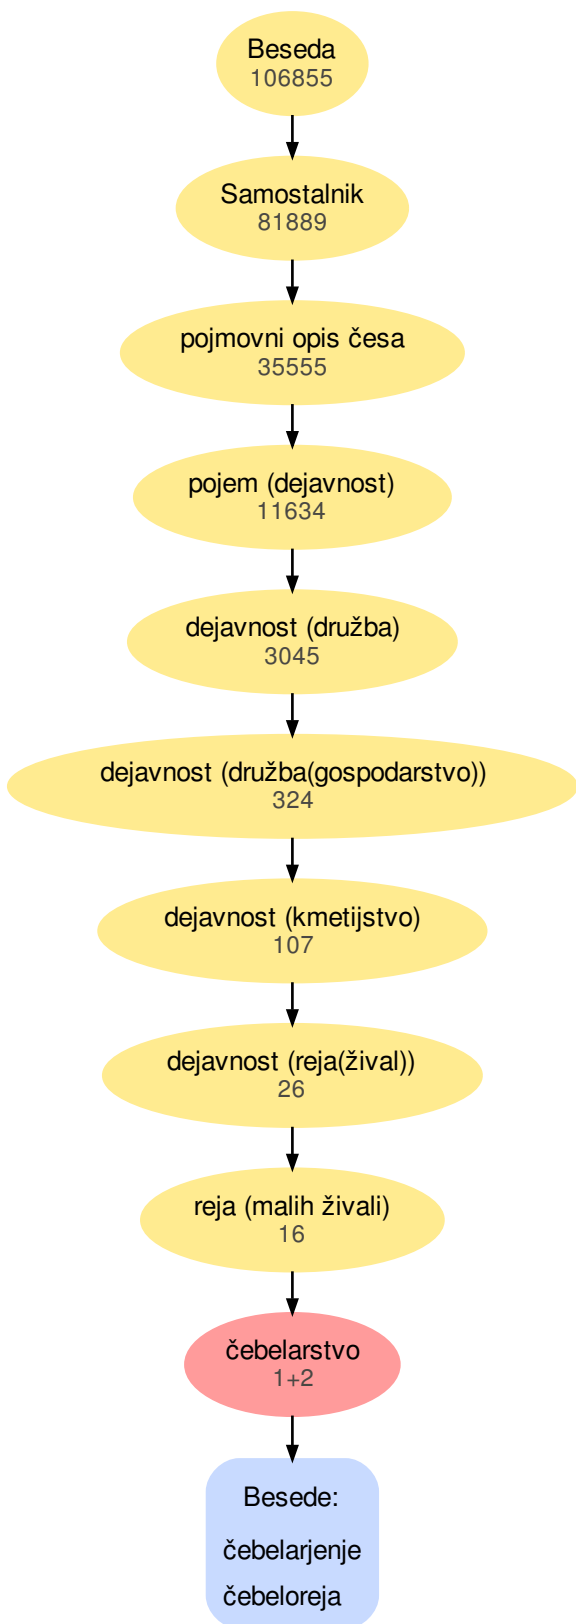 Beseda
106855
Samostalnik
81889
pojmovni opis česa
35555
pojem (dejavnost)
11634
dejavnost (družba)
3045
dejavnost (družba(gospodarstvo))
324
dejavnost (kmetijstvo)
107
dejavnost (reja(žival))
26
reja (malih živali)
16
čebelarstvo
1+2
Besede:
čebelarjenje
čebeloreja